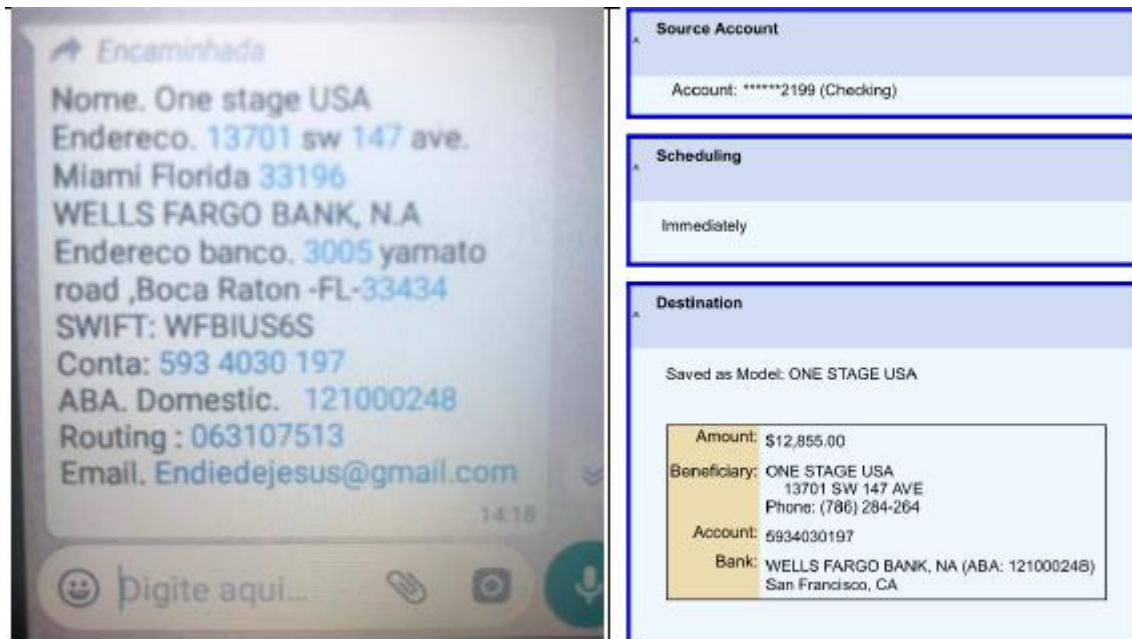 Encaminhada
Nome. One stage USA
Endereco. 13701 sw 147 ave.
Miami Florida 33196
WELLS FARGO BANK, N.A
Endereco banco. 3005 yamato
road ,Boca Raton -FL-33434
SWIFT: WFBIUS6S
Conta: 593 4030 197
ABA. Domestic. 121000248
Routing : 063107513
Email. Endiedejesus@gmail.com
14:18
Digite aqui...
Source Account
Account: ******2199 (Checking)
Scheduling
Immediately
Destination
Saved as Model: ONE STAGE USA
Amount: $12,855.00
Beneficiary: ONE STAGE USA
13701 SW 147 AVE
Phone: (786) 284-264
Account: 5934030197
Bank: WELLS FARGO BANK, NA (ABA: 121000248)
San Francisco, CA